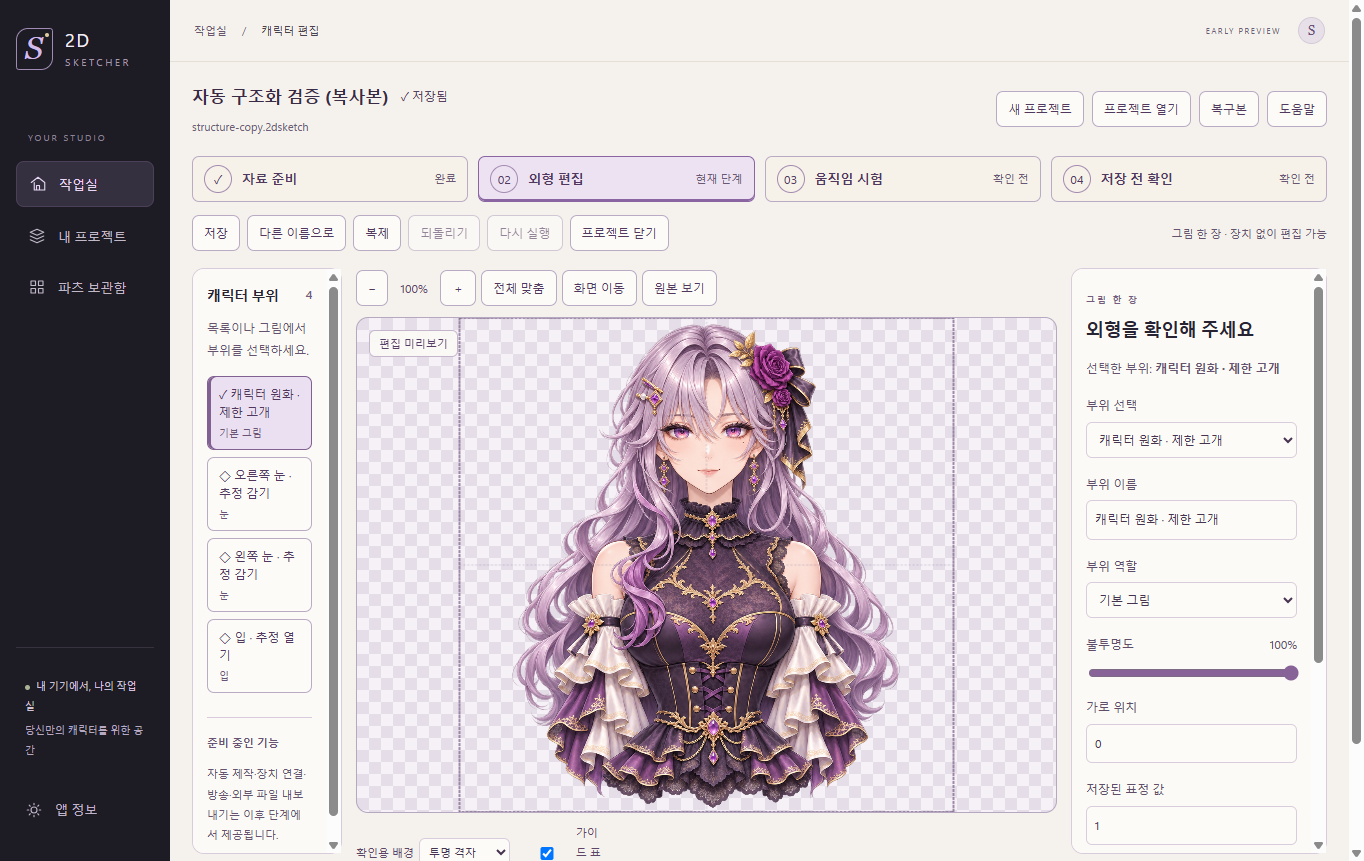 S
2D
SKETCHER
YOUR STUDIO
작업실
내 프로젝트
파츠 보관함
내 기기에서, 나의 작업
실
당신만의 캐릭터를 위한 공
간
앱 정보
작업실 / 캐릭터 편집
EARLY PREVIEW
S
자동 구조화 검증 (복사본) ✓ 저장됨
structure-copy.2dsketch
새 프로젝트
프로젝트 열기
복구본
도움말
✓ 자료 준비 완료
02 외형 편집 현재 단계
03 움직임 시험 확인 전
04 저장 전 확인 확인 전
저장
다른 이름으로
복제
되돌리기
다시 실행
프로젝트 닫기
그림 한 장 · 장치 없이 편집 가능
캐릭터 부위 4
목록이나 그림에서
부위를 선택하세요.
✓ 캐릭터 원화 ·
제한 고개
기본 그림
◇ 오른쪽 눈 ·
추정 감기
눈
◇ 왼쪽 눈 · 추
정 감기
눈
◇ 입 · 추정 열
기
입
준비 중인 기능
자동 제작·장치 연결·
방송·외부 파일 내보
내기는 이후 단계에
서 제공됩니다.
− 100% +
전체 맞춤
화면 이동
원본 보기
편집 미리보기
확인용 배경
투명 격자
가이
드 표
그림 한 장
외형을 확인해 주세요
선택한 부위: 캐릭터 원화 · 제한 고개
부위 선택
캐릭터 원화 · 제한 고개
부위 이름
캐릭터 원화 · 제한 고개
부위 역할
기본 그림
불투명도 100%
가로 위치
0
저장된 표정 값
1